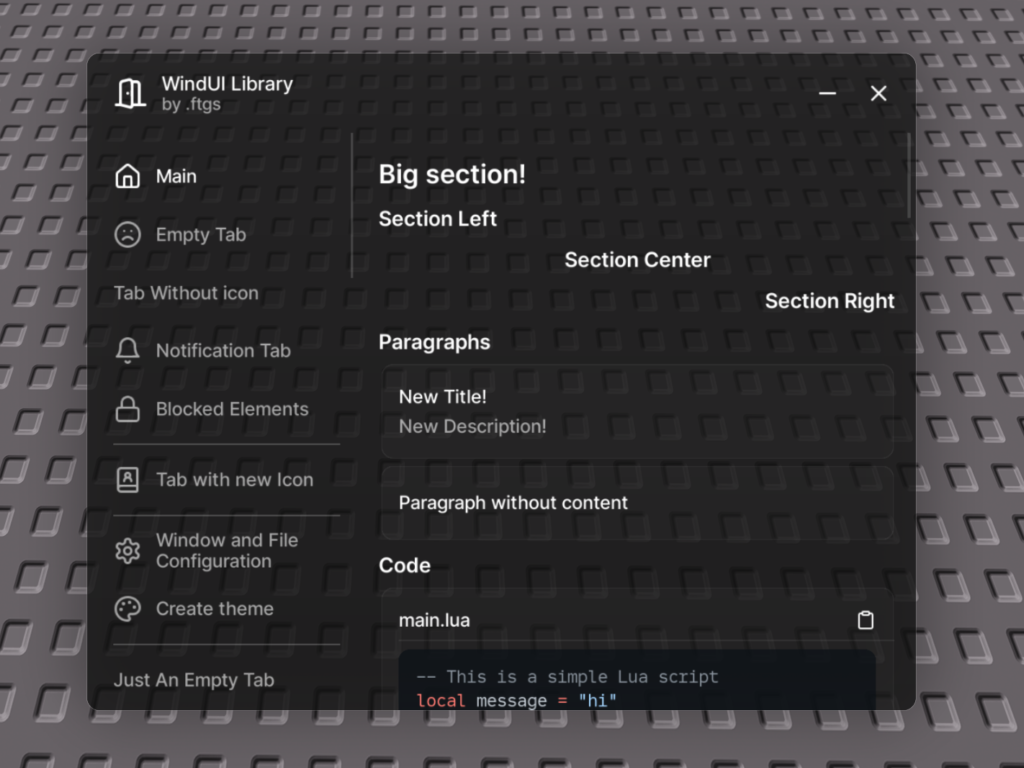 WindUI Library
by .ftgs
Main
Empty Tab
Tab Without icon
Notification Tab
Blocked Elements
Tab with new Icon
Window and File
Configuration
Create theme
Just An Empty Tab
Big section!
Section Left
Section Center
Section Right
Paragraphs
New Title!
New Description!
Paragraph without content
Code
main.lua
-- This is a simple Lua script
local message = "hi"